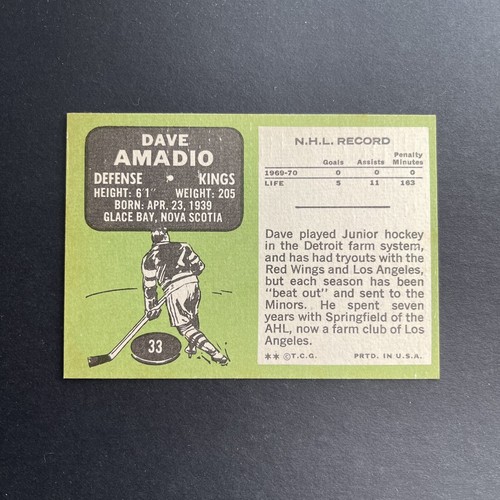 DAVE
AMADIO
DEFENSE • KINGS
HEIGHT: 6'1" WEIGHT: 205
BORN: APR. 23, 1939
GLACE BAY, NOVA SCOTIA
33
N.H.L. RECORD
Goals Assists Penalty Minutes
1969-70 0 0 0
LIFE 5 11 163
Dave played Junior hockey
in the Detroit farm system,
and has had tryouts with the
Red Wings and Los Angeles,
but each season has been
"beat out" and sent to the
Minors. He spent seven
years with Springfield of the
AHL, now a farm club of Los
Angeles.
** ©T.C.G. PRTD. IN U.S.A.